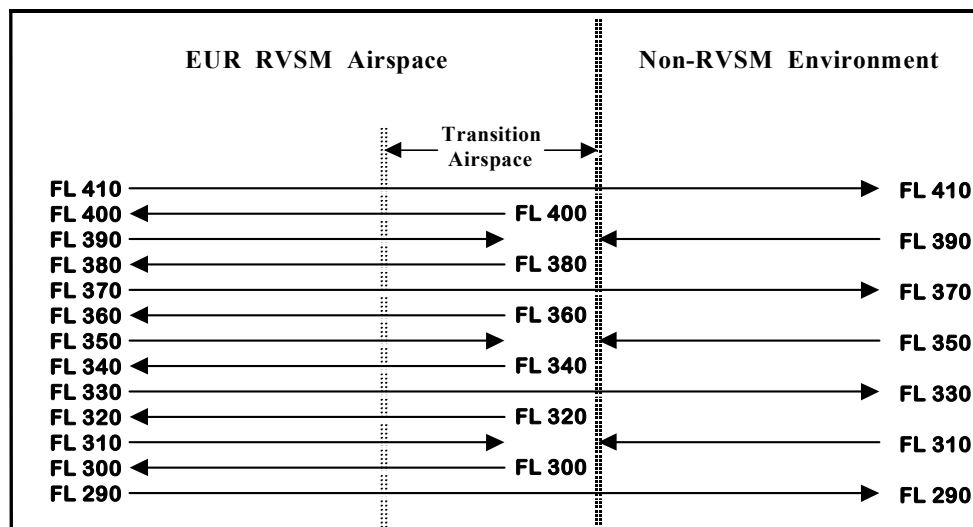 EUR RVSM Airspace
Non-RVSM Environment
Transition
Airspace
FL 410
FL 410
FL 400
FL 400
FL 390
FL 390
FL 380
FL 380
FL 370
FL 370
FL 360
FL 360
FL 350
FL 350
FL 340
FL 340
FL 330
FL 330
FL 320
FL 320
FL 310
FL 310
FL 300
FL 300
FL 290
FL 290